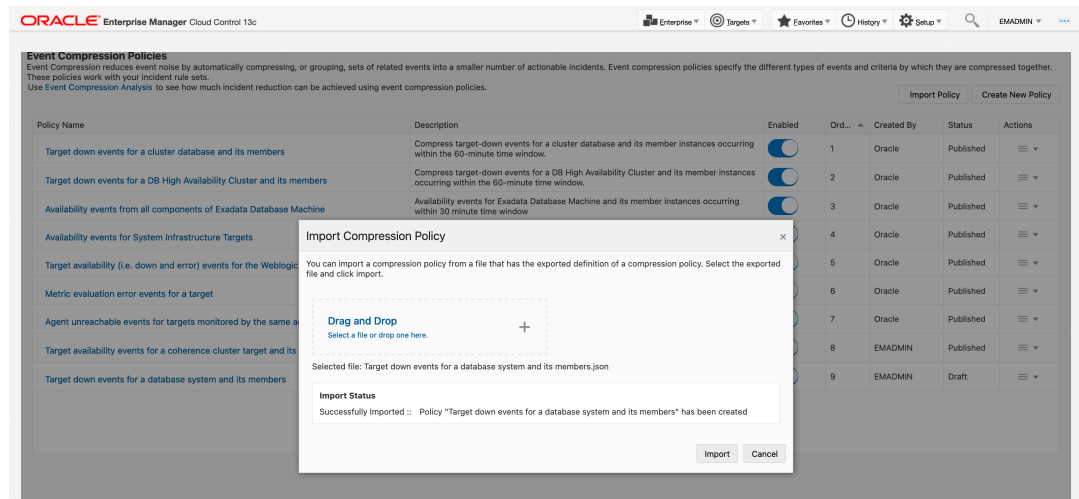 ORACLE Enterprise Manager Cloud Control 13c
Enterprise Targets Favorites History Setup EMADMIN
Event Compression Policies
Event Compression reduces event noise by automatically compressing, or grouping, sets of related events into a smaller number of actionable incidents. Event compression policies specify the different types of events and criteria by which they are compressed together.
These policies work with your incident rule sets.
Use Event Compression Analysis to see how much incident reduction can be achieved using event compression policies.
Import Policy Create New Policy
Policy Name Description Enabled Ord... Created By Status Actions
Target down events for a cluster database and its members
Compress target-down events for a cluster database and its member instances occurring
within the 60-minute time window.
1 Oracle Published
Target down events for a DB High Availability Cluster and its members
Compress target-down events for a DB High Availability Cluster and its member instances
occurring within the 60-minute time window.
2 Oracle Published
Availability events from all components of Exadata Database Machine
Availability events for Exadata Database Machine and its member instances occurring
within 30 minute time window
3 Oracle Published
Availability events for System Infrastructure Targets
4 Oracle Published
Target availability (i.e. down and error) events for the Weblogic
5 Oracle Published
Metric evaluation error events for a target
6 Oracle Published
Agent unreachable events for targets monitored by the same
7 Oracle Published
Target availability events for a coherence cluster target and its
8 EMADMIN Published
Target down events for a database system and its members
9 EMADMIN Draft
Import Compression Policy ×
You can import a compression policy from a file that has the exported definition of a compression policy. Select the exported
file and click import.
Drag and Drop
Select a file or drop one here.
Selected file: Target down events for a database system and its members.json
Import Status
Successfully Imported :: Policy "Target down events for a database system and its members" has been created
Import Cancel